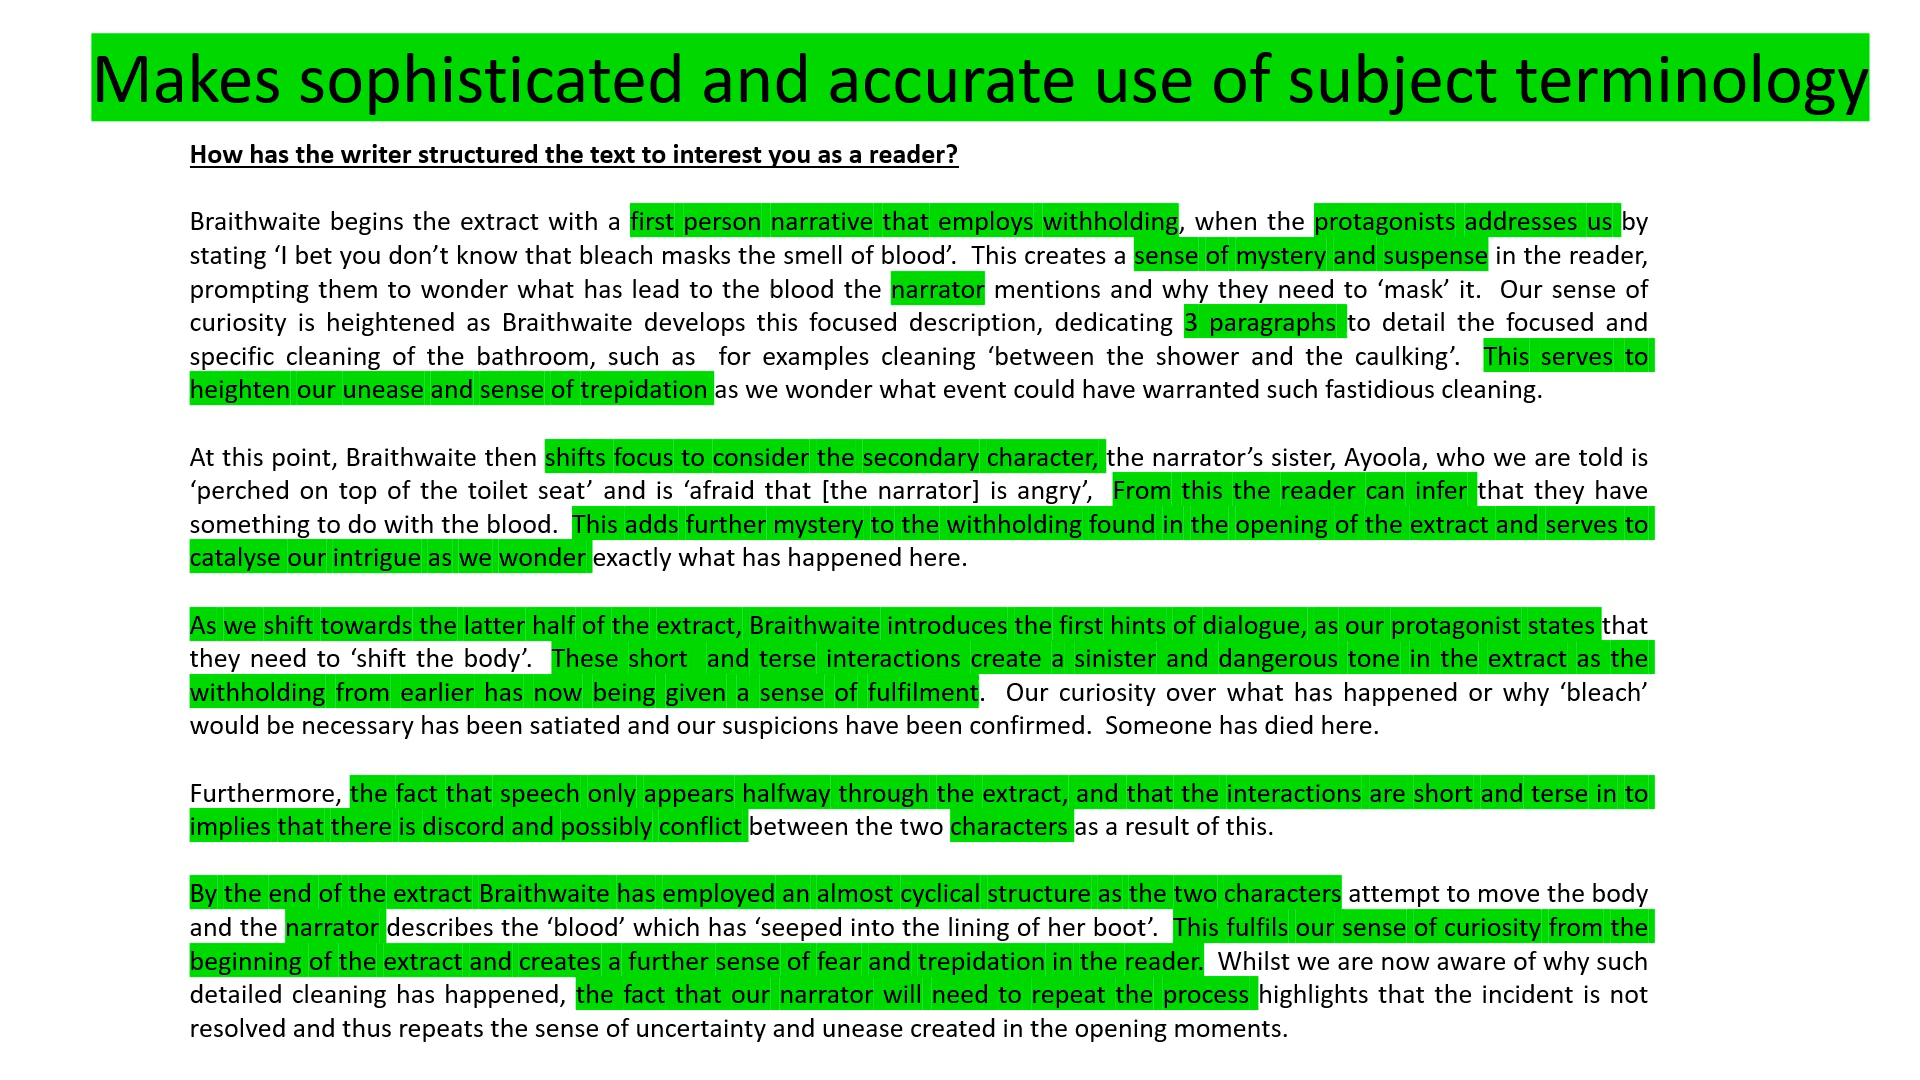 Makes sophisticated and accurate use of subject terminology
How has the writer structured the text to interest you as a reader?
Braithwaite begins the extract with a first person narrative that employs withholding, when the protagonists addresses us by
stating ‘I bet you don’t know that bleach masks the smell of blood’.  This creates a sense of mystery and suspense in the reader,
prompting them to wonder what has lead to the blood the narrator mentions and why they need to ‘mask’ it.  Our sense of
curiosity is heightened as Braithwaite develops this focused description, dedicating 3 paragraphs to detail the focused and
specific cleaning of the bathroom, such as  for examples cleaning ‘between the shower and the caulking’.  This serves to
heighten our unease and sense of trepidation as we wonder what event could have warranted such fastidious cleaning.
At this point, Braithwaite then shifts focus to consider the secondary character, the narrator’s sister, Ayoola, who we are told is
‘perched on top of the toilet seat’ and is ‘afraid that [the narrator] is angry’,  From this the reader can infer that they have
something to do with the blood.  This adds further mystery to the withholding found in the opening of the extract and serves to
catalyse our intrigue as we wonder exactly what has happened here.
As we shift towards the latter half of the extract, Braithwaite introduces the first hints of dialogue, as our protagonist states that
they need to ‘shift the body’.  These short  and terse interactions create a sinister and dangerous tone in the extract as the
withholding from earlier has now being given a sense of fulfilment.  Our curiosity over what has happened or why ‘bleach’
would be necessary has been satiated and our suspicions have been confirmed.  Someone has died here.
Furthermore, the fact that speech only appears halfway through the extract, and that the interactions are short and terse in to
implies that there is discord and possibly conflict between the two characters as a result of this.
By the end of the extract Braithwaite has employed an almost cyclical structure as the two characters attempt to move the body
and the narrator describes the ‘blood’ which has ‘seeped into the lining of her boot’.  This fulfils our sense of curiosity from the
beginning of the extract and creates a further sense of fear and trepidation in the reader.  Whilst we are now aware of why such
detailed cleaning has happened, the fact that our narrator will need to repeat the process highlights that the incident is not
resolved and thus repeats the sense of uncertainty and unease created in the opening moments.